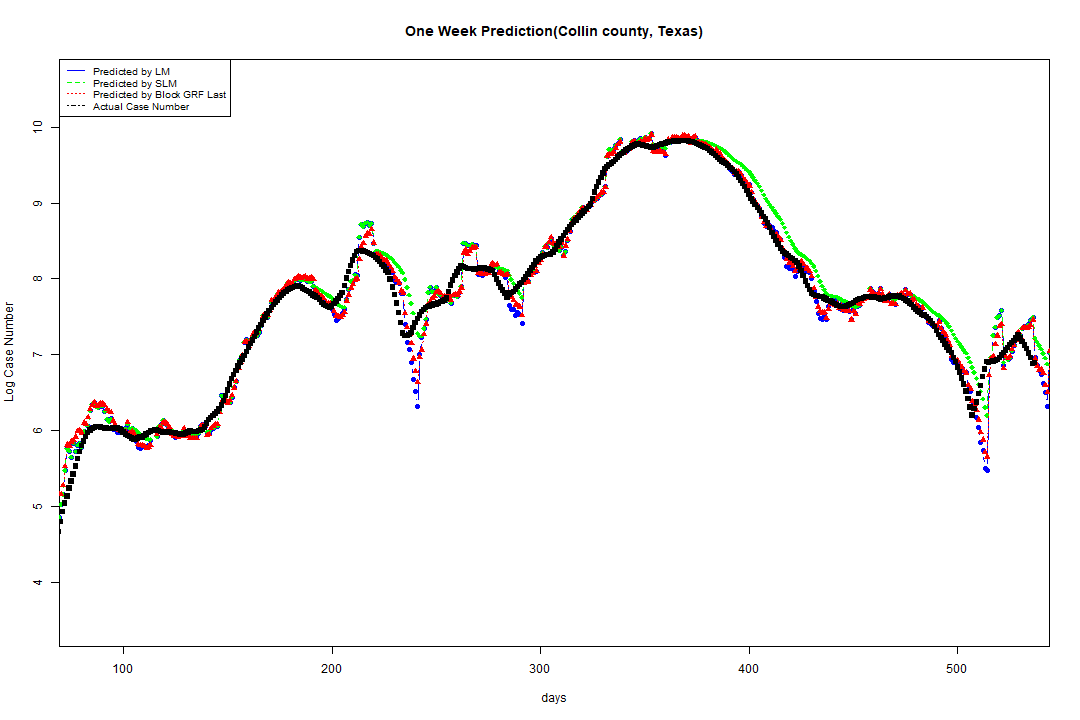 One Week Prediction(Collin county, Texas)
Predicted by LM
Predicted by SLM
Predicted by Block GRF Last
Actual Case Number
10
9
8
7
6
5
4
Log Case Number
100 200 300 400 500
days